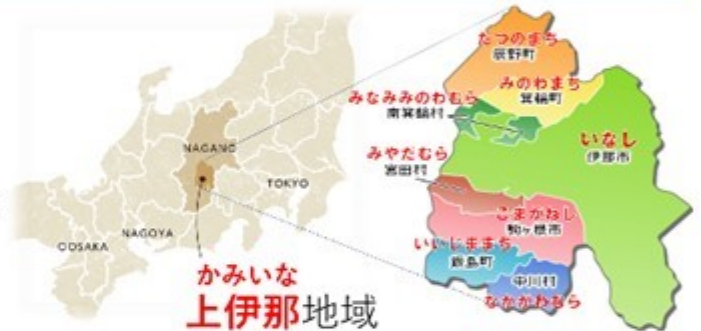 NAGANO
TOKYO
NAGOYA
OSAKA
かみいな
上伊那地域
たつのまち
辰野町
みのわまち
箕輪町
みなみみのわむら
南箕輪村
いなし
伊那市
みやだむら
宮田村
こまがねし
駒ヶ根市
いいじままち
飯島町
中川村
なかがわむら